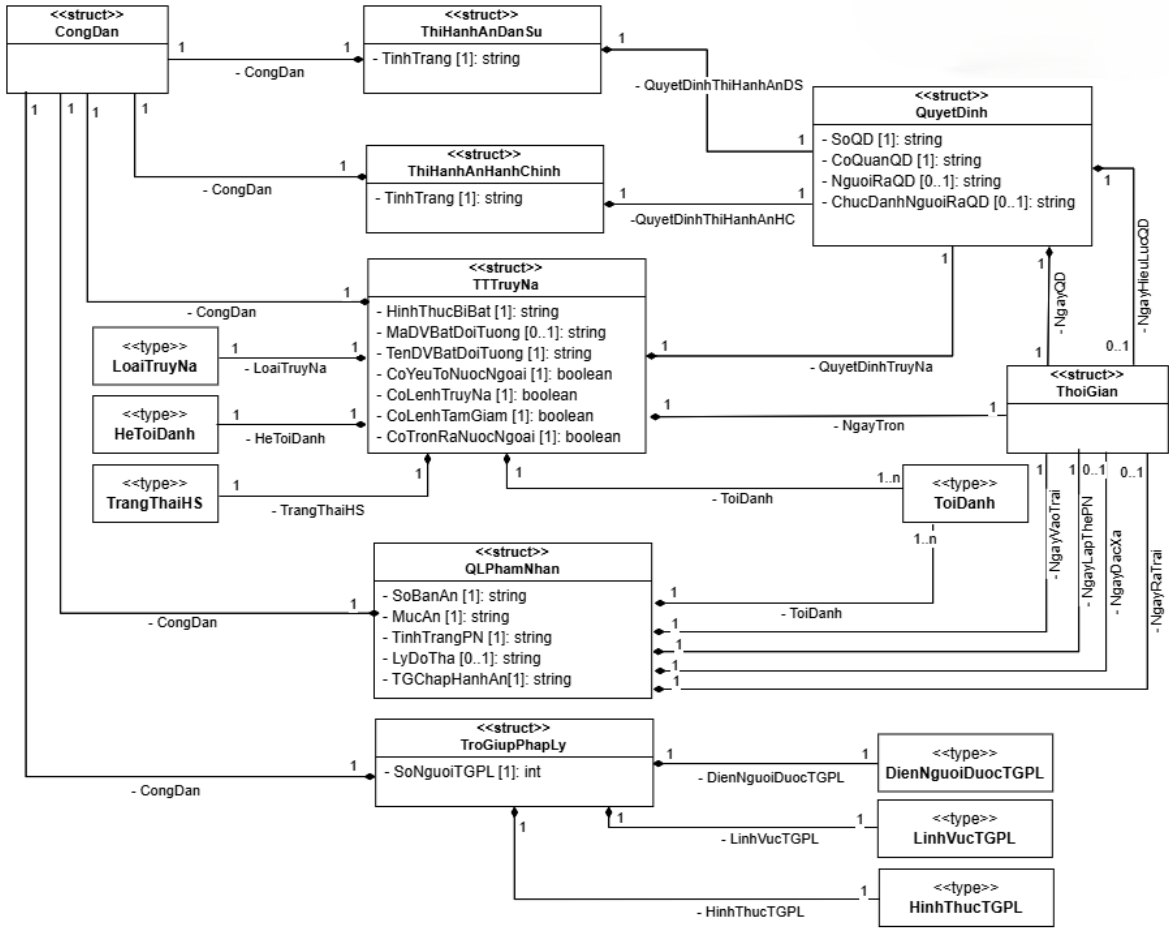 <<struct>>
CongDan
<<struct>>
ThiHanhAnDanSu
- TinhTrang [1]: string
1
1
- CongDan
1
- QuyetDinhThiHanhAnDS
1
<<struct>>
QuyetDinh
- SoQD [1]: string
- CoQuanQD [1]: string
- NguoiRaQD [0..1]: string
- ChucDanhNguoiRaQD [0..1]: string
1
1
1
1
1
<<struct>>
ThiHanhAnHanhChinh
- TinhTrang [1]: string
1
- CongDan
1
-QuyetDinhThiHanhAnHC
1
1
1
1
- NgayQD
1
- NgayHieuLucQD
0..1
<<struct>>
TTTruyNa
- HinhThucBiBat [1]: string
- MaDVBatDoiTuong [0..1]: string
- TenDVBatDoiTuong [1]: string
- CoYeuToNuocNgoai [1]: boolean
- CoLenhTruyNa [1]: boolean
- CoLenhTamGiam [1]: boolean
- CoTronRaNuocNgoai [1]: boolean
1
- CongDan
<<type>>
LoaiTruyNa
1
1
- LoaiTruyNa
1
- QuyetDinhTruyNa
<<struct>>
ThoiGian
<<type>>
HeToiDanh
1
1
- HeToiDanh
1
1
- NgayTron
<<type>>
TrangThaiHS
1
1
- TrangThaiHS
1
1..n
- ToiDanh
<<type>>
ToiDanh
1..n
1
1
0..1
0..1
- NgayVaoTrai
- NgayLapThePN
- NgayDacXa
- NgayRaTrai
<<struct>>
QLPhamNhan
- SoBanAn [1]: string
- MucAn [1]: string
- TinhTrangPN [1]: string
- LyDoTha [0..1]: string
- TGChapHanhAn[1]: string
1
- CongDan
1
- ToiDanh
1
1
1
1
<<struct>>
TroGiupPhapLy
- SoNguoiTGPL [1]: int
1
- CongDan
1
1
- DienNguoiDuocTGPL
<<type>>
DienNguoiDuocTGPL
1
1
- LinhVucTGPL
<<type>>
LinhVucTGPL
1
1
- HinhThucTGPL
<<type>>
HinhThucTGPL